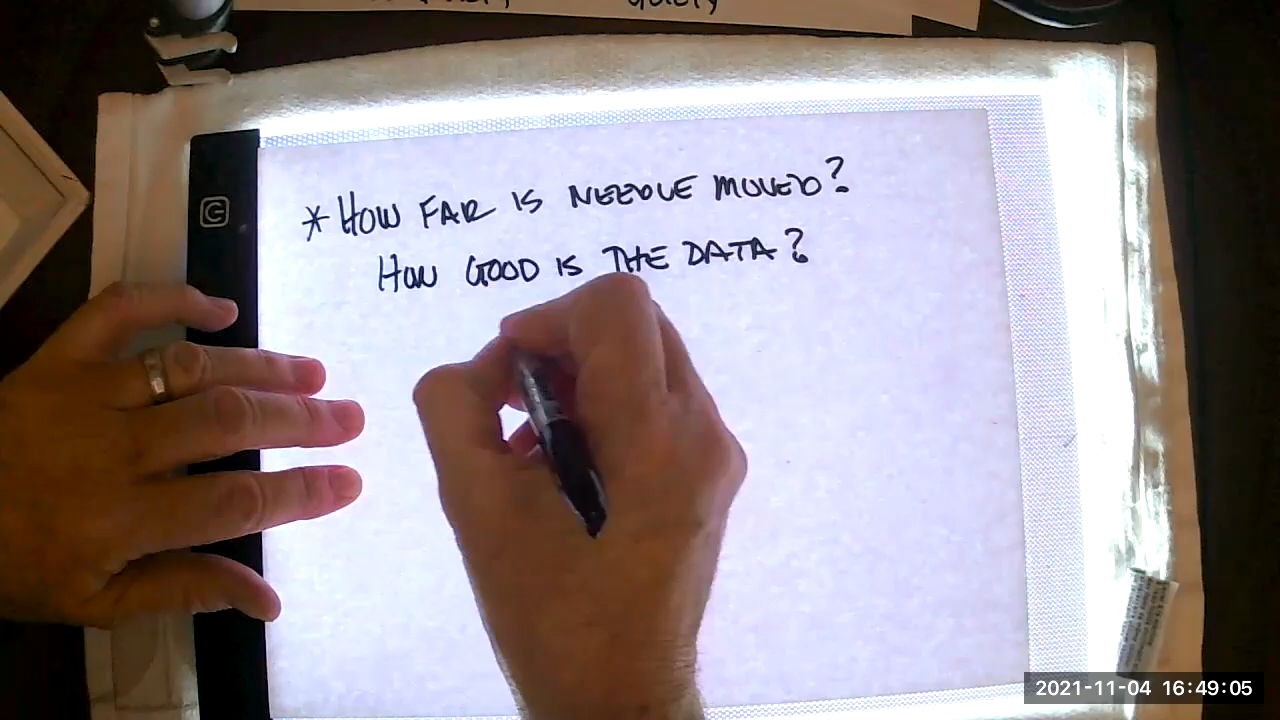 * HOW FAR IS NEEDLE MOVED?
HOW GOOD IS THE DATA?
2021-11-04 16:49:05